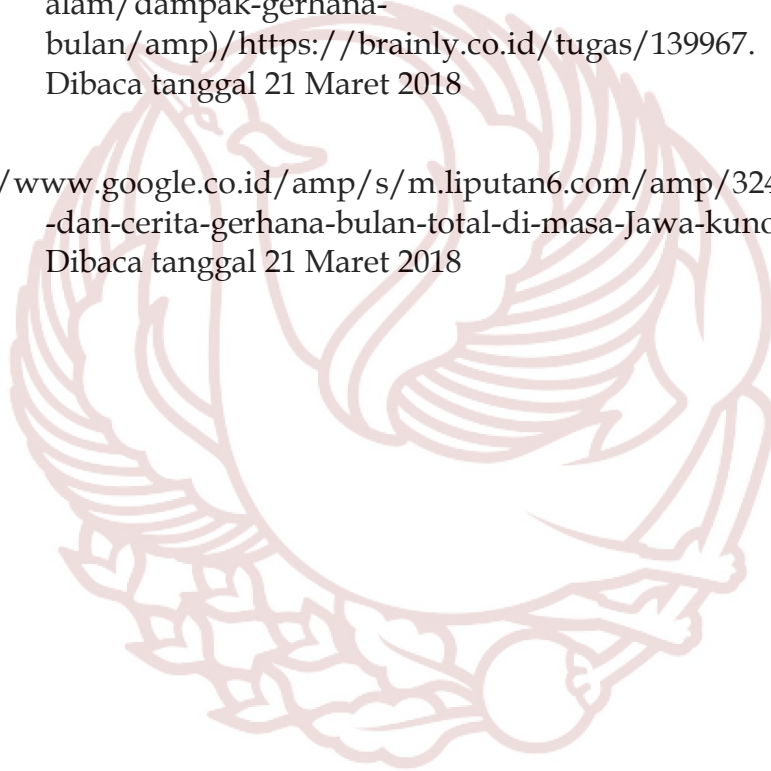 alam/dampak-gerhana-
bulan/amp)/https://brainly.co.id/tugas/139967.
Dibaca tanggal 21 Maret 2018
/www.google.co.id/amp/s/m.liputan6.com/amp/324
-dan-cerita-gerhana-bulan-total-di-masa-Jawa-kuno
Dibaca tanggal 21 Maret 2018